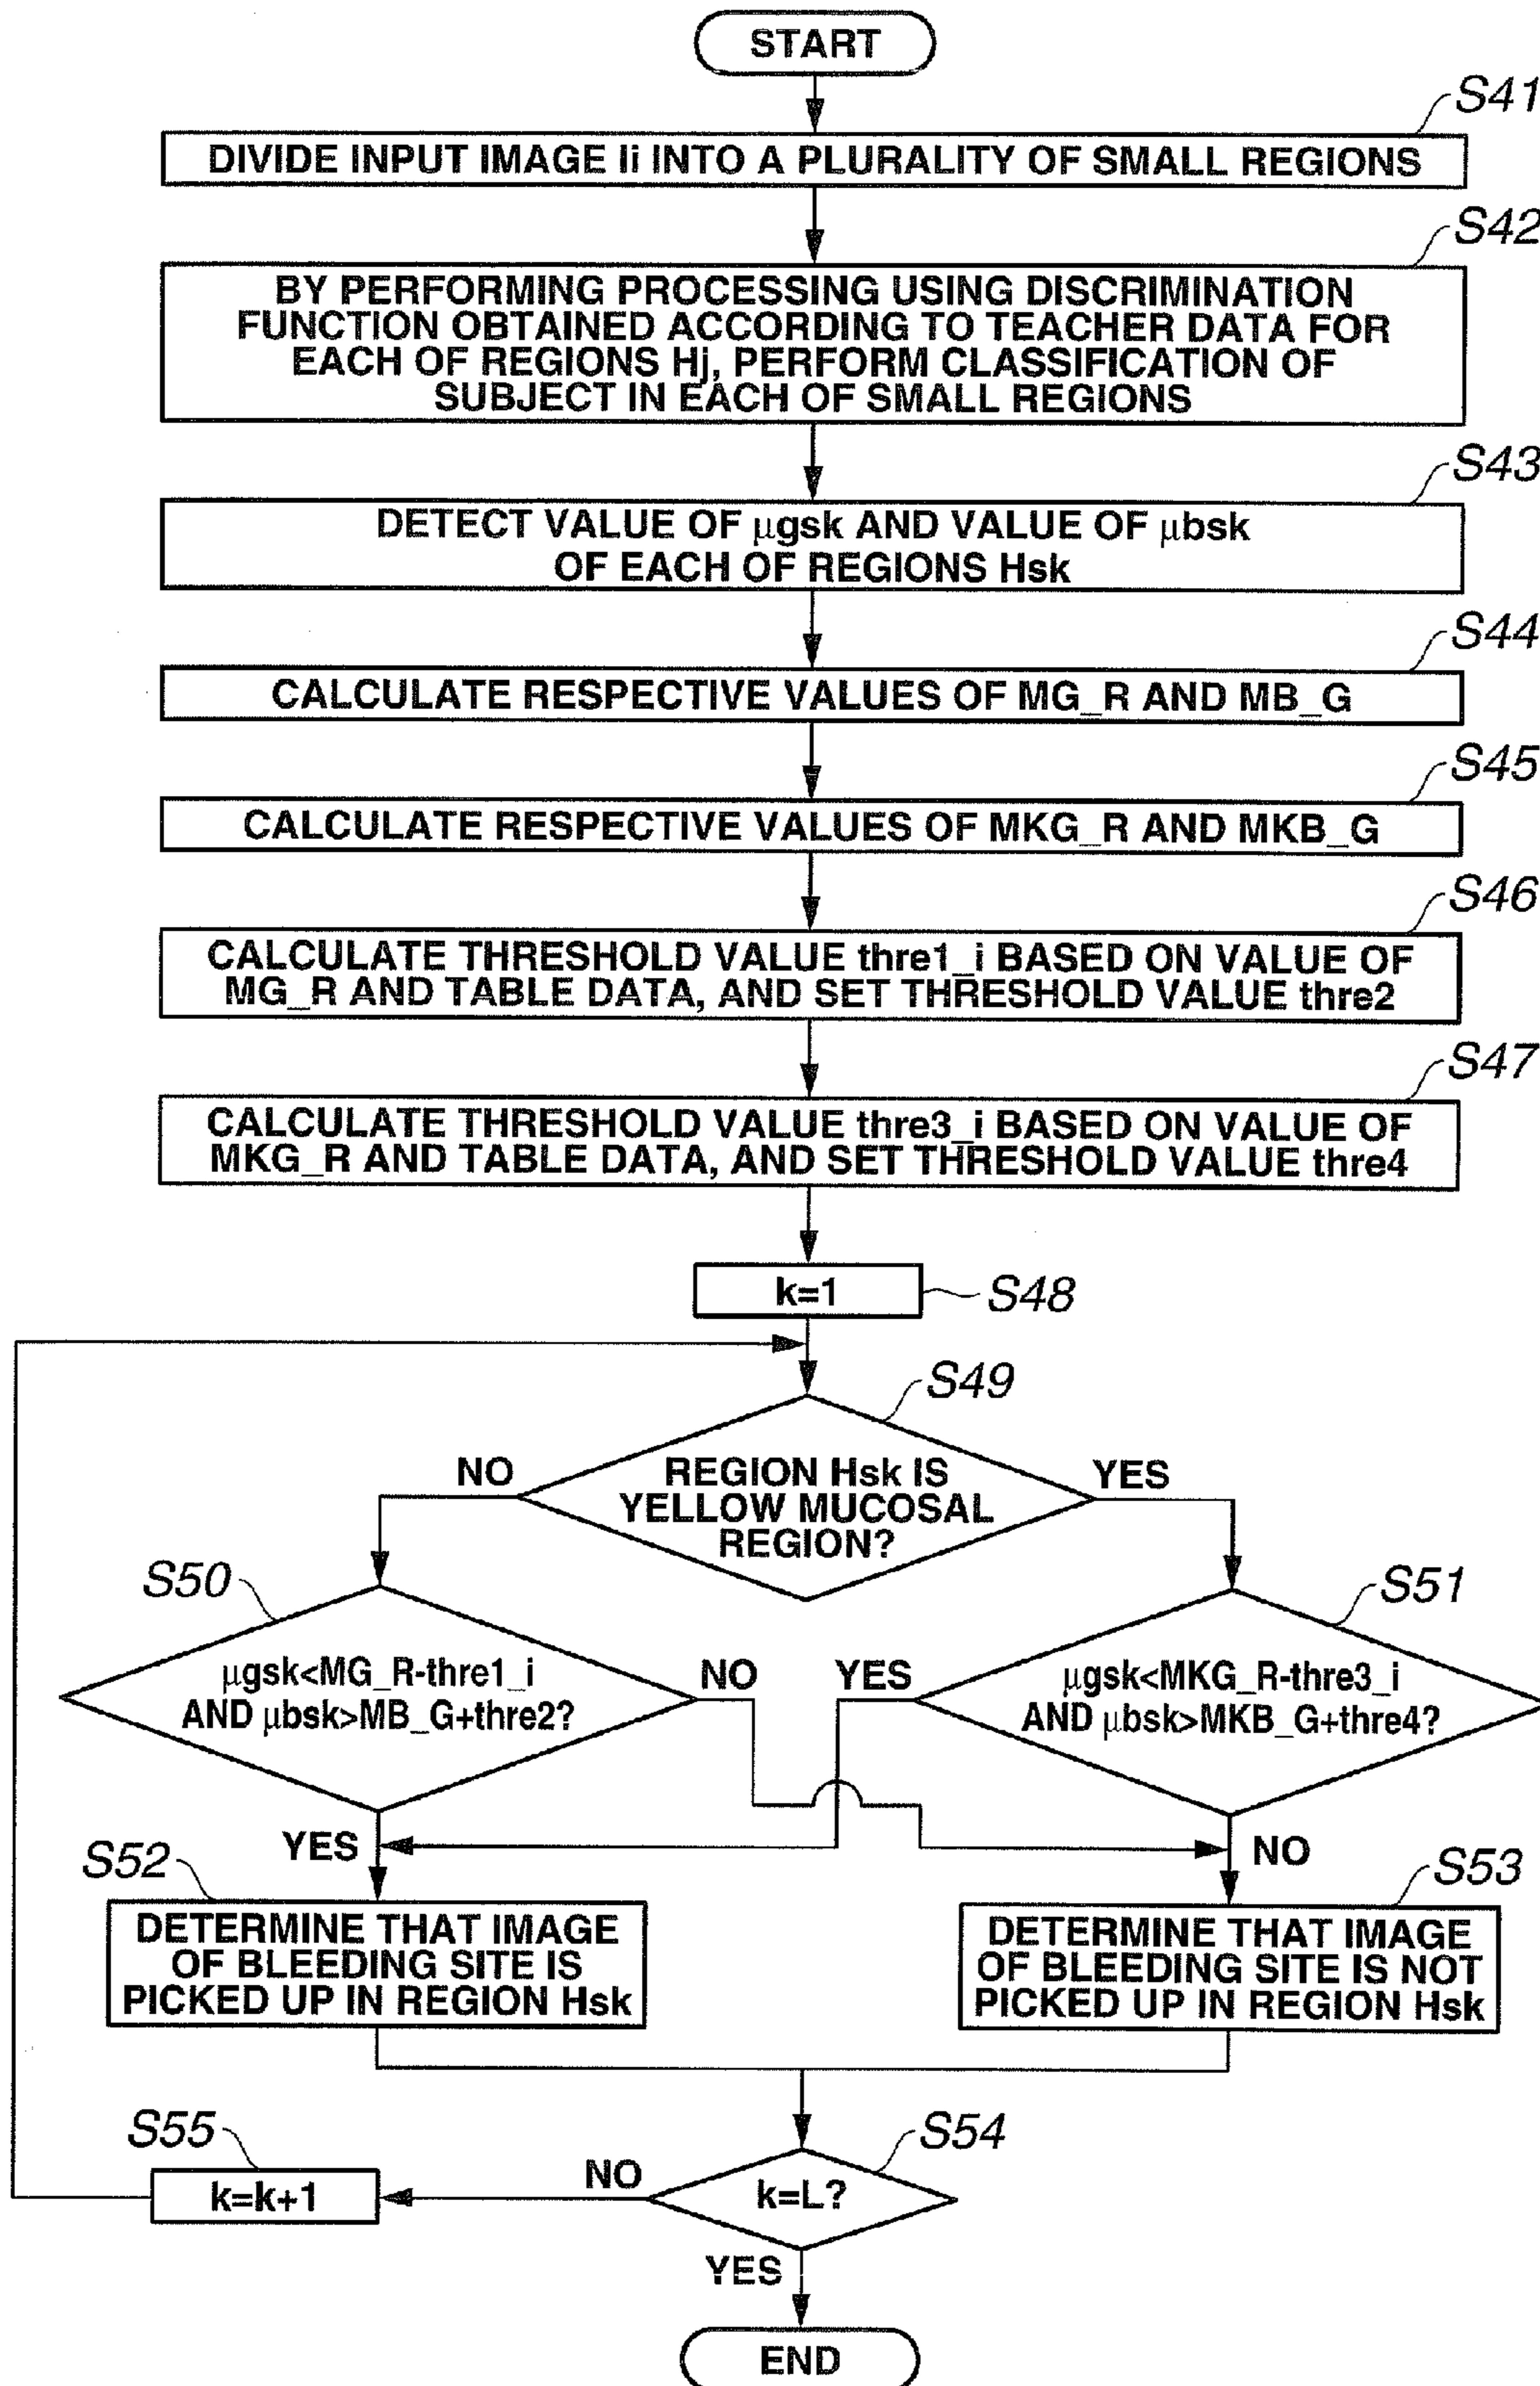 START
S41
DIVIDE INPUT IMAGE Ii INTO A PLURALITY OF SMALL REGIONS
S42
BY PERFORMING PROCESSING USING DISCRIMINATION
FUNCTION OBTAINED ACCORDING TO TEACHER DATA FOR
EACH OF REGIONS Hj, PERFORM CLASSIFICATION OF
SUBJECT IN EACH OF SMALL REGIONS
S43
DETECT VALUE OF μgsk AND VALUE OF μbsk
OF EACH OF REGIONS Hsk
S44
CALCULATE RESPECTIVE VALUES OF MG_R AND MB_G
S45
CALCULATE RESPECTIVE VALUES OF MKG_R AND MKB_G
S46
CALCULATE THRESHOLD VALUE thre1_i BASED ON VALUE OF
MG_R AND TABLE DATA, AND SET THRESHOLD VALUE thre2
S47
CALCULATE THRESHOLD VALUE thre3_i BASED ON VALUE OF
MKG_R AND TABLE DATA, AND SET THRESHOLD VALUE thre4
k=1
S48
S49
NO
REGION Hsk IS
YELLOW MUCOSAL
REGION?
YES
S50
μgsk<MG_R-thre1_i
AND μbsk>MB_G+thre2?
NO
S51
YES
μgsk<MKG_R-thre3_i
AND μbsk>MKB_G+thre4?
YES
NO
S52
DETERMINE THAT IMAGE
OF BLEEDING SITE IS
PICKED UP IN REGION Hsk
S53
DETERMINE THAT IMAGE
OF BLEEDING SITE IS NOT
PICKED UP IN REGION Hsk
S55
k=k+1
NO
S54
k=L?
YES
END